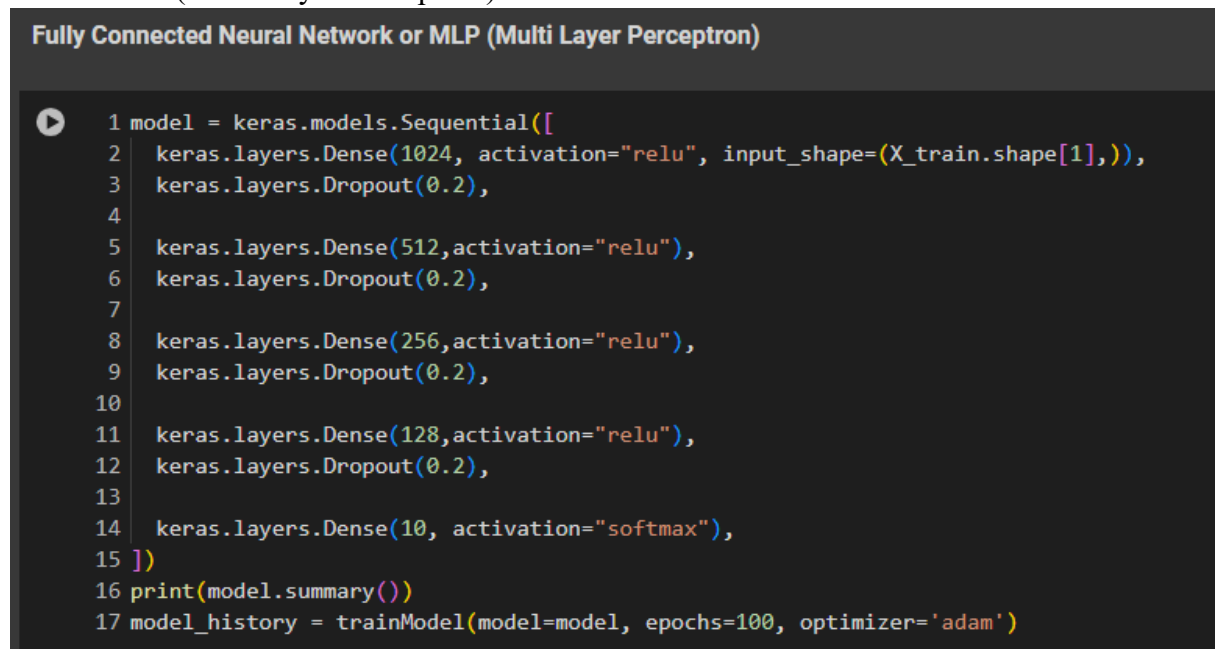 Fully Connected Neural Network or MLP (Multi Layer Perceptron)
1 model = keras.models.Sequential([
2   keras.layers.Dense(1024, activation="relu", input_shape=(X_train.shape[1],)),
3   keras.layers.Dropout(0.2),
4
5   keras.layers.Dense(512,activation="relu"),
6   keras.layers.Dropout(0.2),
7
8   keras.layers.Dense(256,activation="relu"),
9   keras.layers.Dropout(0.2),
10
11   keras.layers.Dense(128,activation="relu"),
12   keras.layers.Dropout(0.2),
13
14   keras.layers.Dense(10, activation="softmax"),
15 ])
16 print(model.summary())
17 model_history = trainModel(model=model, epochs=100, optimizer='adam')